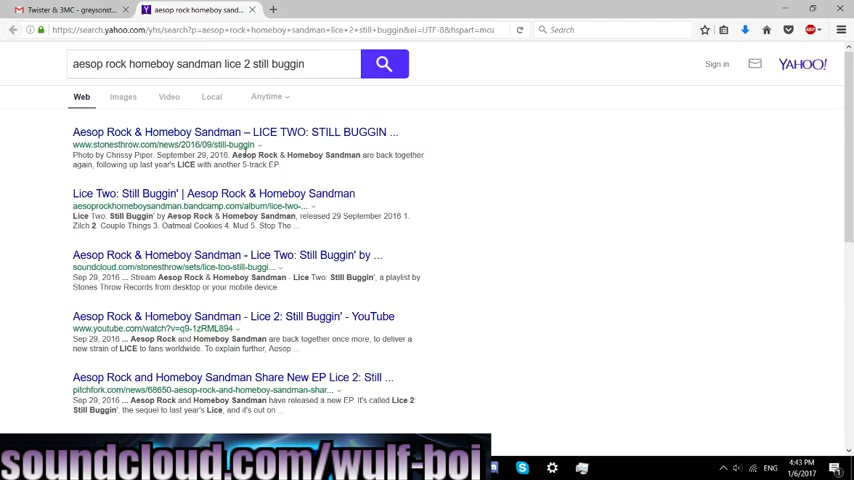 Twister & 3MC - greysonst...
aesop rock homeboy sand...
https://search.yahoo.com/yhs/search?p=aesop+rock+homeboy+sandman+lice+2+still+buggin&ei=UTF-8&hspart=moz
Search
ABP
aesop rock homeboy sandman lice 2 still buggin
Sign in
YAHOO!
Web Images Video Local Anytime
Aesop Rock & Homeboy Sandman – LICE TWO: STILL BUGGIN ...
www.stonesthrow.com/news/2016/09/still-buggin
Photo by Chrissy Piper. September 29, 2016. Aesop Rock & Homeboy Sandman are back together
again, following up last year's LICE with another 5-track EP
Lice Two: Still Buggin' | Aesop Rock & Homeboy Sandman
aesoprockhomeboysandman.bandcamp.com/album/lice-two-...
Lice Two: Still Buggin' by Aesop Rock & Homeboy Sandman, released 29 September 2016 1.
Zilch 2. Couple Things 3. Oatmeal Cookies 4. Mud 5. Stop The ...
Aesop Rock & Homeboy Sandman - Lice Two: Still Buggin' by ...
soundcloud.com/stonesthrow/sets/lice-too-still-buggi...
Sep 29, 2016 ... Stream Aesop Rock & Homeboy Sandman - Lice Two: Still Buggin', a playlist by
Stones Throw Records from desktop or your mobile device.
Aesop Rock & Homeboy Sandman - Lice 2: Still Buggin' - YouTube
www.youtube.com/watch?v=q9-1zRML894
Sep 29, 2016 ... Aesop Rock and Homeboy Sandman are back together once more, to deliver a
new strain of LICE to fans worldwide. To explain further, Aesop ...
Aesop Rock and Homeboy Sandman Share New EP Lice 2: Still ...
pitchfork.com/news/68650-aesop-rock-and-homeboy-sandman-shar...
Sep 29, 2016 ... Aesop Rock and Homeboy Sandman have released a new EP. It's called Lice 2:
Still Buggin', the sequel to last year's Lice, and it's out on ...
soundcloud.com/wulf-boi
ENG
4:43 PM
1/6/2017